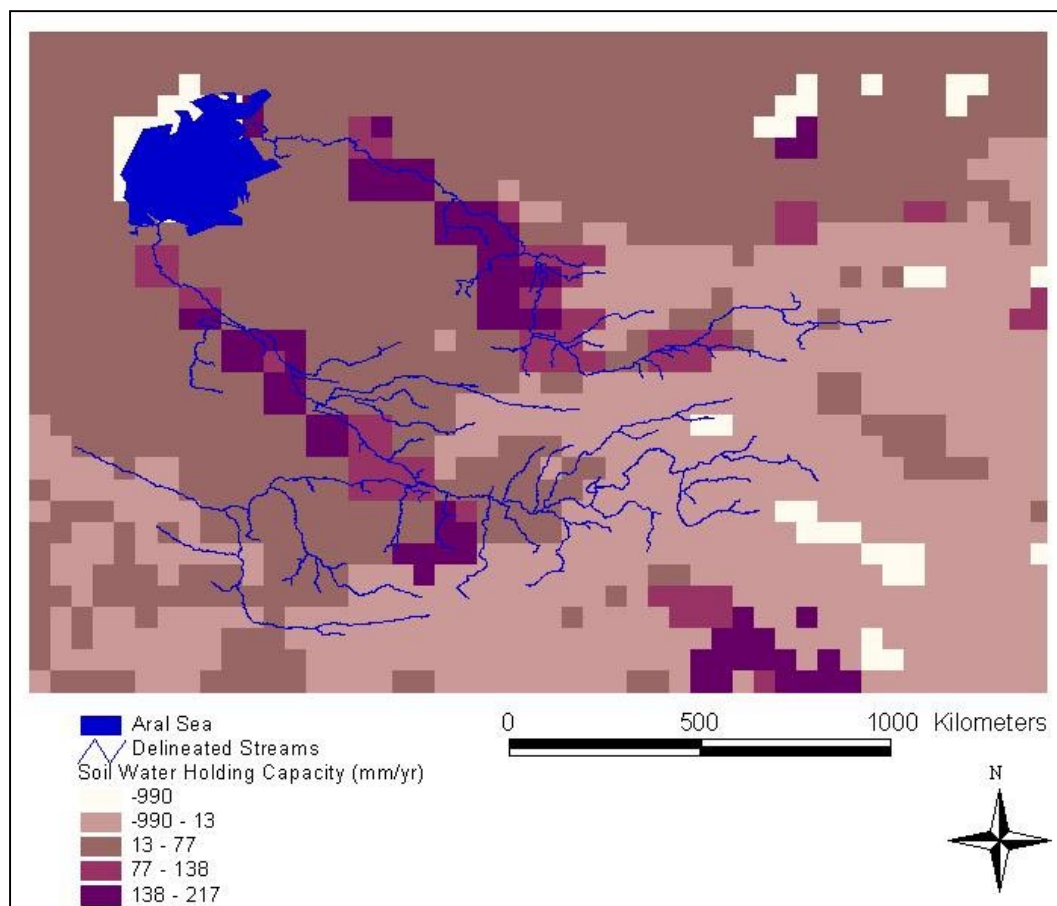 Aral Sea
Delineated Streams
Soil Water Holding Capacity (mm/yr)
-990
-990 - 13
13 - 77
77 - 138
138 - 217
0 500 1000 Kilometers
N